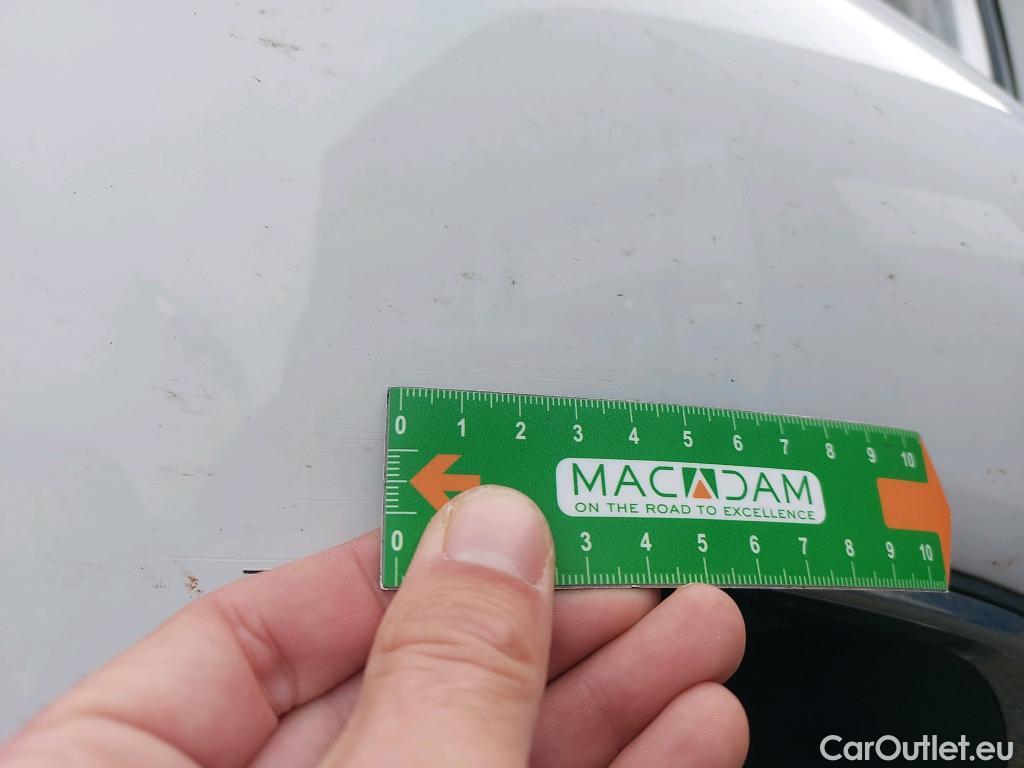 0 1 2 3 4 5 6 7 8 9 10
MACADAM
ON THE ROAD TO EXCELLENCE
0 3 4 5 6 7 8 9 10
CarOutlet.eu